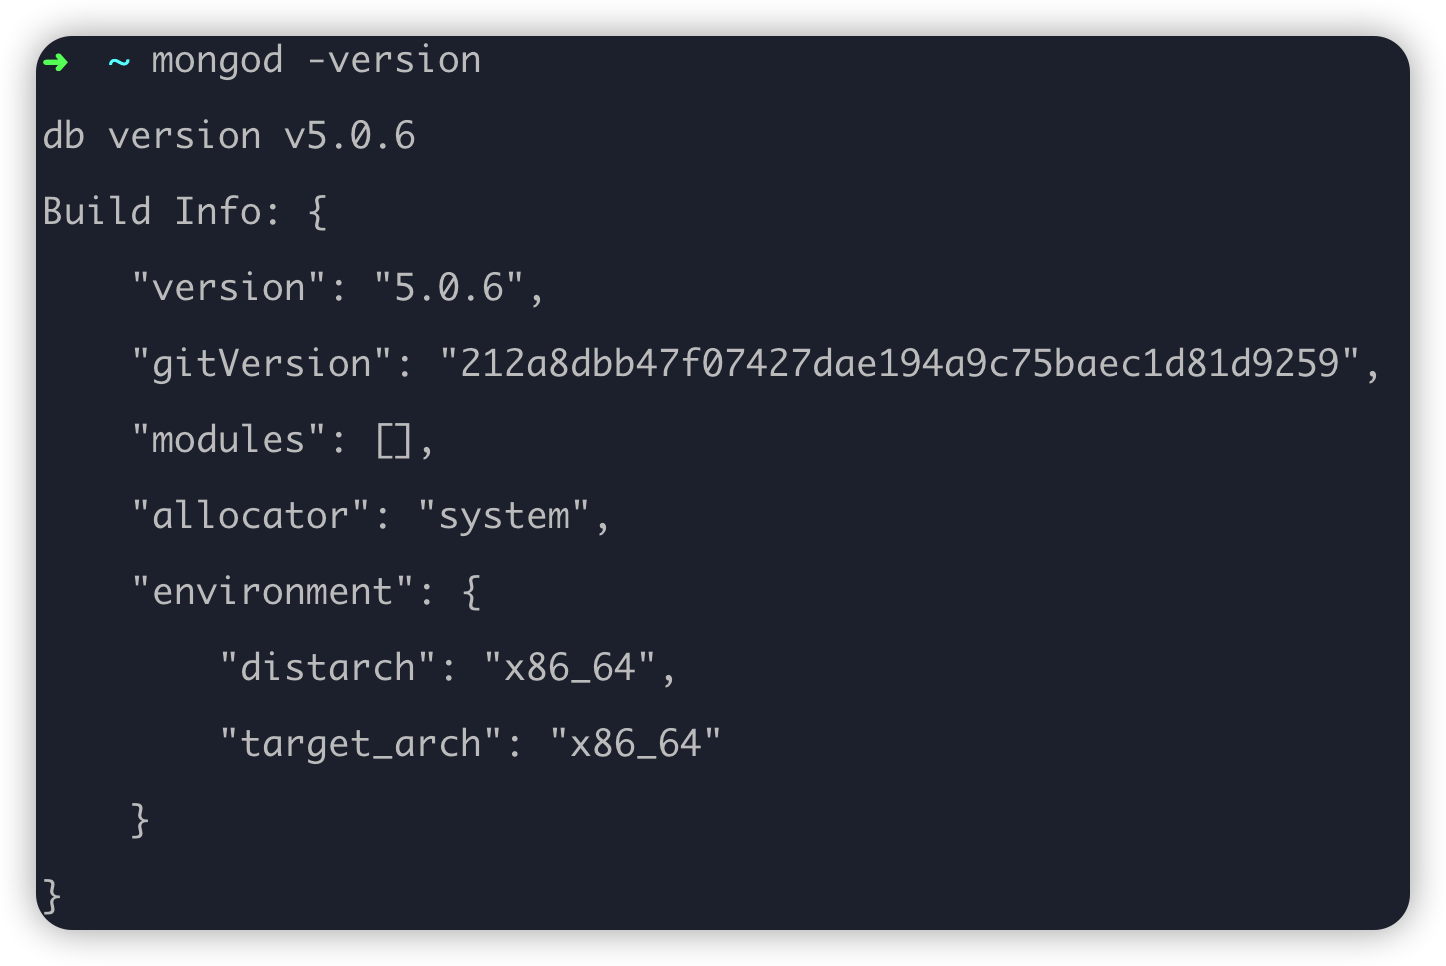 ➜  ~ mongod -version
db version v5.0.6
Build Info: {
    "version": "5.0.6",
    "gitVersion": "212a8dbb47f07427dae194a9c75baec1d81d9259",
    "modules": [],
    "allocator": "system",
    "environment": {
        "distarch": "x86_64",
        "target_arch": "x86_64"
    }
}